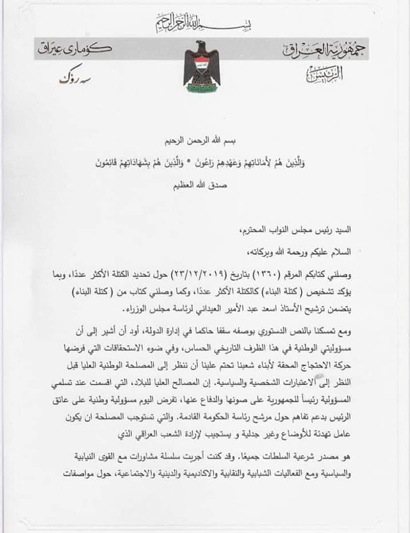 بسم الله الرحمن الرحيم
جمهورية العراق
كۆماری عێراق
الرئيس
سه رۆك
بسم الله الرحمن الرحيم
وَالَّذِينَ هُمْ لِأَمَانَاتِهِمْ وَعَهْدِهِمْ رَاعُونَ * وَالَّذِينَ هُم بِشَهَادَاتِهِمْ قَائِمُونَ
صدق الله العظيم
السيد رئيس مجلس النواب المحترم،
السلام عليكم ورحمة الله وبركاته،
وصلني كتابكم المرقم (١٣٦٠) بتاريخ (٢٣/١٢/٢٠١٩) حول تحديد الكتلة الأكثر عددًا، وبما
يؤكد تشخيص ( كتلة البناء) كالكتلة الأكثر عددًا، وكما وصلني كتاب من ( كتلة البناء)
يتضمن ترشيح الأستاذ اسعد عبد الأمير العيداني لرئاسة مجلس الوزراء.
ومع تمسكنا بالنص الدستوري بوصفه سقفا حاكما في إدارة الدولة، أود أن أشير إلى أن
مسؤوليتي الوطنية في هذا الظرف التاريخي الحساس، وفي ضوء الاستحقاقات التي فرضها
حركة الاحتجاج المحقة لأبناء شعبنا تحتم علينا أن ننظر إلى المصلحة الوطنية العليا قبل
النظر إلى الاعتبارات الشخصية والسياسية. إن المصالح العليا للبلاد، التي اقسمت عند تسلمي
المسؤولية رئيساً للجمهورية على صونها والدفاع عنها، تفرض اليوم مسؤولية وطنية على عاتق
الرئيس بدعم تفاهم حول مرشح رئاسة الحكومة القادمة. والتي تستوجب المصلحة ان يكون
عامل تهدئة للأوضاع وغير جدلية و يستجيب لإرادة الشعب العراقي الذي
هو مصدر شرعية السلطات جميعًا. وقد كنت أجريت سلسلة مشاورات مع القوى النيابية
والسياسية ومع الفعاليات الشبابية والنقابية والاكاديمية والدينية والاجتماعية، حول مواصفات